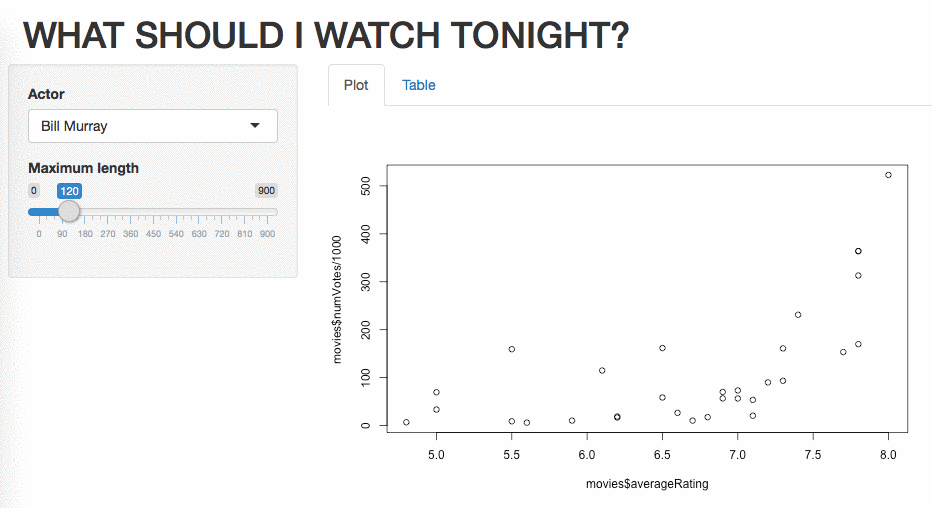 WHAT SHOULD I WATCH TONIGHT?
Actor
Bill Murray
Maximum length
0 120 900
0 90 180 270 360 450 540 630 720 810 900
Plot Table
movies$numVotes/1000
500
400
300
200
100
0
5.0 5.5 6.0 6.5 7.0 7.5 8.0
movies$averageRating